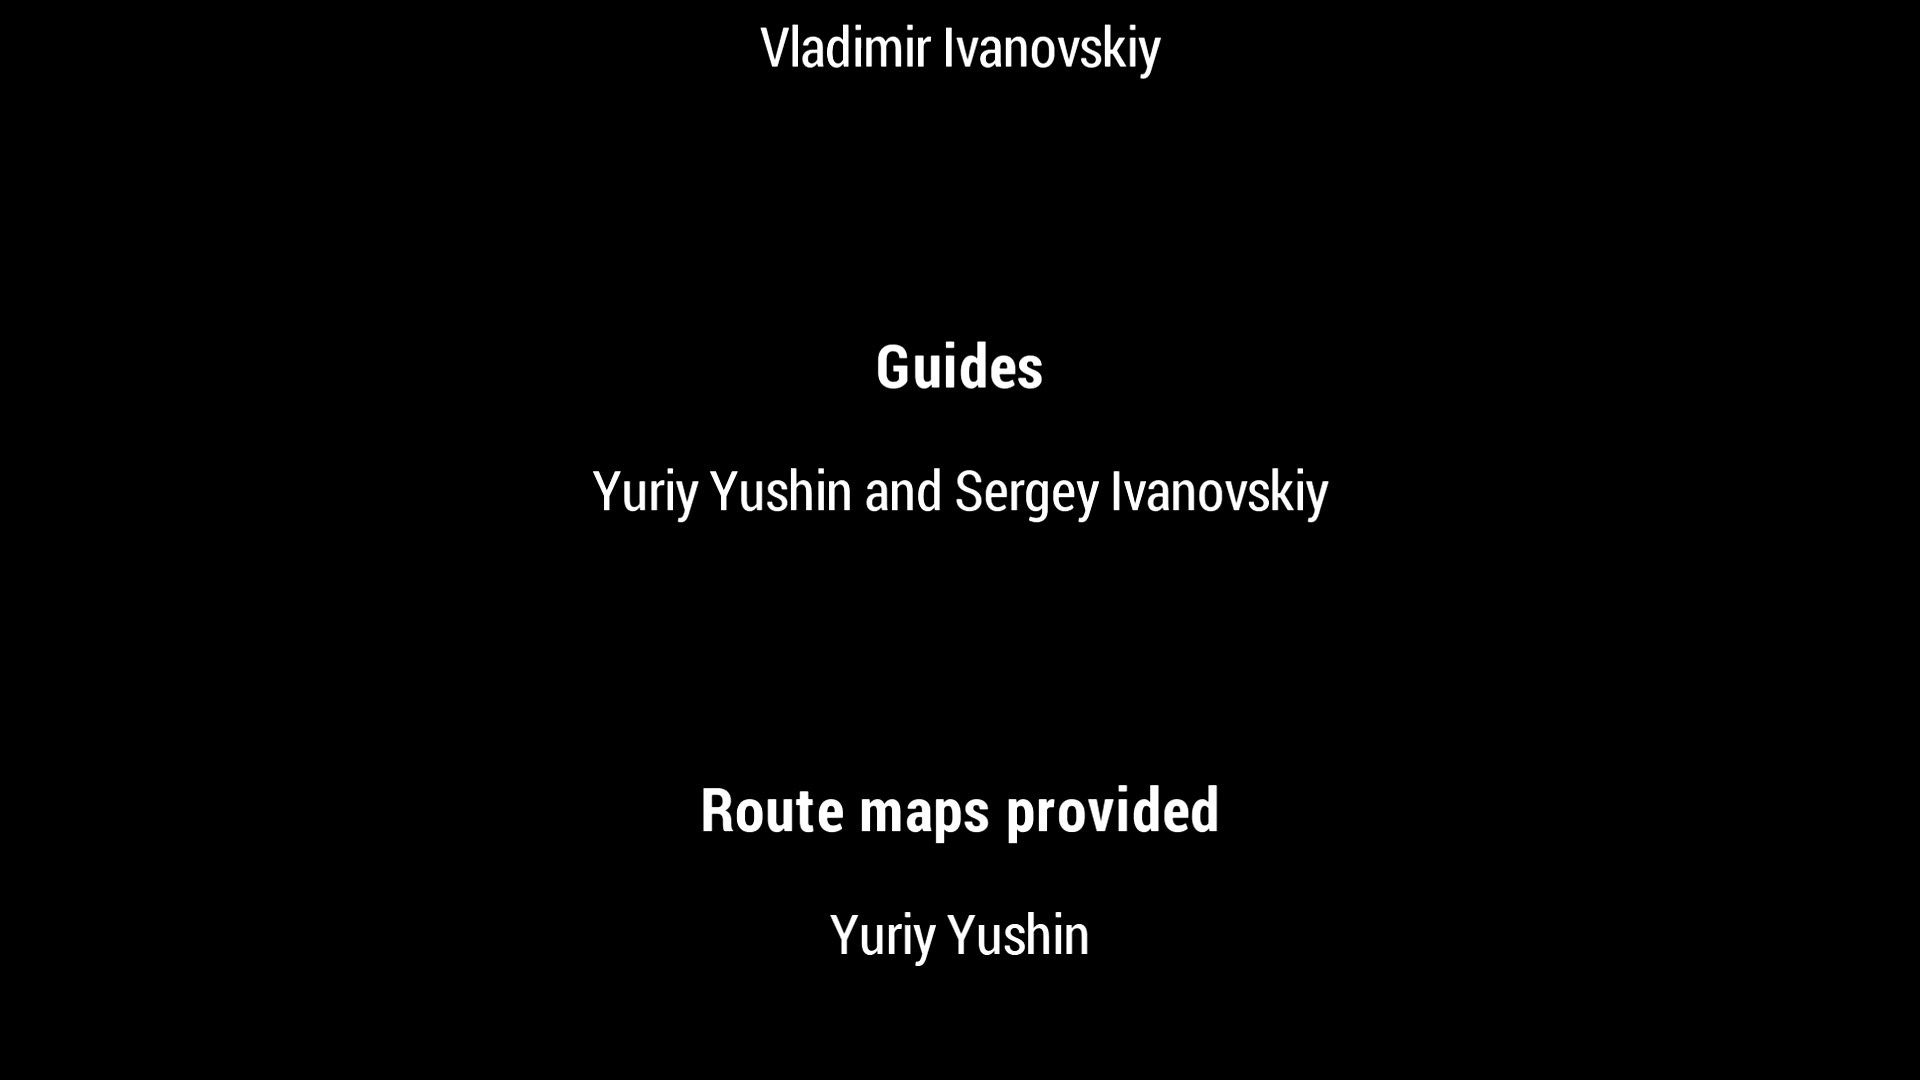 Vladimir Ivanovskiy
Guides
Yuriy Yushin and Sergey Ivanovskiy
Route maps provided
Yuriy Yushin